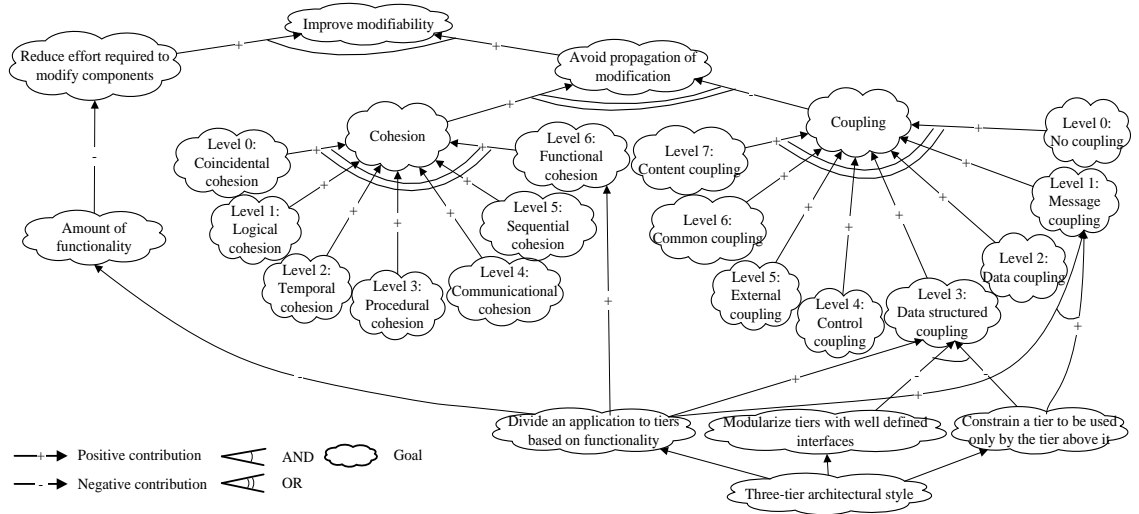 Improve modifiability
Reduce effort required to
modify components
Avoid propagation of
modification
+
+
+
-
Cohesion
Coupling
Level 0:
Coincidental
cohesion
Level 6:
Functional
cohesion
Level 7:
Content coupling
Level 0:
No coupling
+
+
+
+
Level 1:
Logical
cohesion
Level 5:
Sequential
cohesion
Level 6:
Common coupling
Level 1:
Message
coupling
+
+
+
+
-
Amount of
functionality
Level 2:
Temporal
cohesion
Level 3:
Procedural
cohesion
Level 4:
Communicational
cohesion
+
+
+
Level 5:
External
coupling
Level 4:
Control
coupling
Level 3:
Data structured
coupling
Level 2:
Data coupling
+
+
+
+
+
+
-
+
-
-
+
Divide an application to tiers
based on functionality
Modularize tiers with well defined
interfaces
Constrain a tier to be used
only by the tier above it
Three-tier architectural style
+ Positive contribution
AND
Goal
- Negative contribution
OR